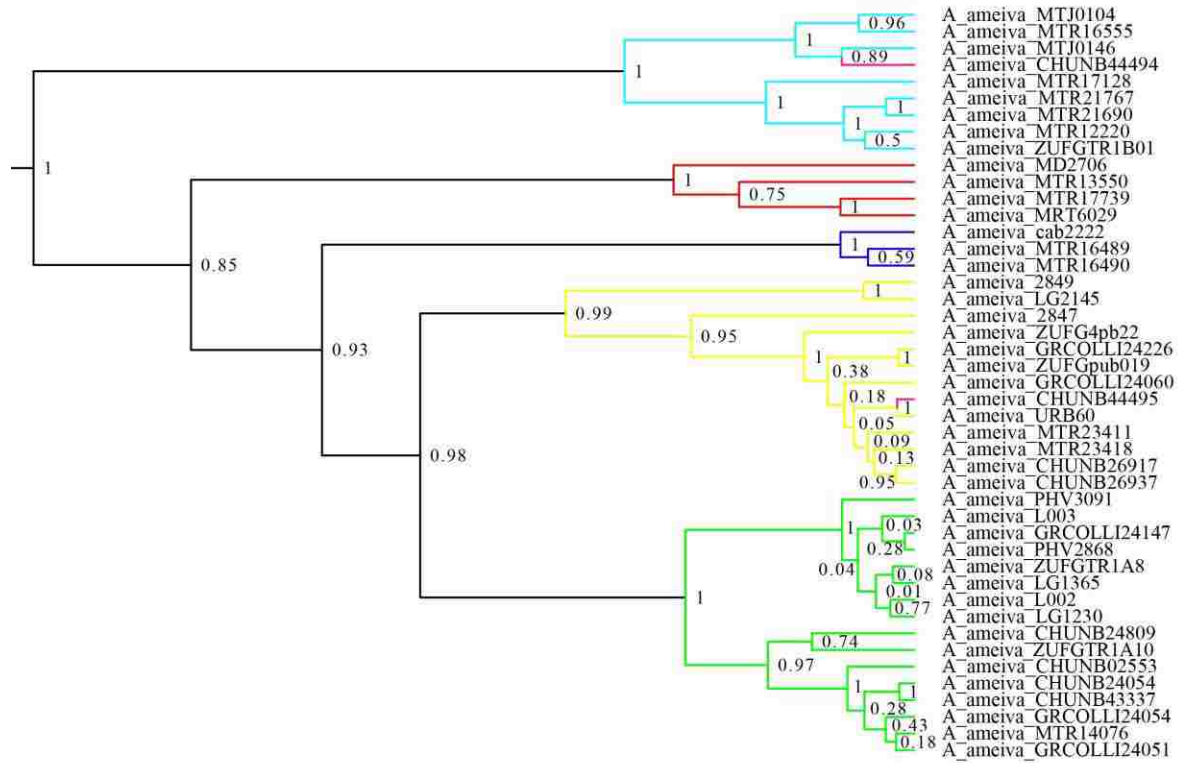 A_ameiva_MTJ0104
0.96
A_ameiva_MTR16555
1
A_ameiva_MTJ0146
0.89
A_ameiva_CHUNB44494
1
A_ameiva_MTR17128
A_ameiva_MTR21767
1
1
A_ameiva_MTR21690
1
A_ameiva_MTR12220
0.5
A_ameiva_ZUFGTR1B01
1
A_ameiva_MD2706
1
A_ameiva_MTR13550
0.75
A_ameiva_MTR17739
1
A_ameiva_MRT6029
A_ameiva_cab2222
1
A_ameiva_MTR16489
0.59
A_ameiva_MTR16490
0.85
A_ameiva_2849
1
A_ameiva_LG2145
0.99
A_ameiva_2847
0.95
A_ameiva_ZUFG4pb22
A_ameiva_GRCOLLI24226
0.93
1
1
A_ameiva_ZUFGpub019
0.38
A_ameiva_GRCOLLI24060
0.18
A_ameiva_CHUNB44495
1
A_ameiva_URB60
0.05
A_ameiva_MTR23411
0.09
A_ameiva_MTR23418
0.98
0.13
A_ameiva_CHUNB26917
0.95
A_ameiva_CHUNB26937
A_ameiva_PHV3091
A_ameiva_L003
1
0.03
A_ameiva_GRCOLLI24147
0.28
A_ameiva_PHV2868
0.04
A_ameiva_ZUFGTR1A8
0.08
A_ameiva_LG1365
0.01
1
A_ameiva_L002
0.77
A_ameiva_LG1230
A_ameiva_CHUNB24809
0.74
A_ameiva_ZUFGTR1A10
0.97
A_ameiva_CHUNB02553
1
A_ameiva_CHUNB24054
1
A_ameiva_CHUNB43337
0.28
A_ameiva_GRCOLLI24054
0.43
A_ameiva_MTR14076
0.18
A_ameiva_GRCOLLI24051